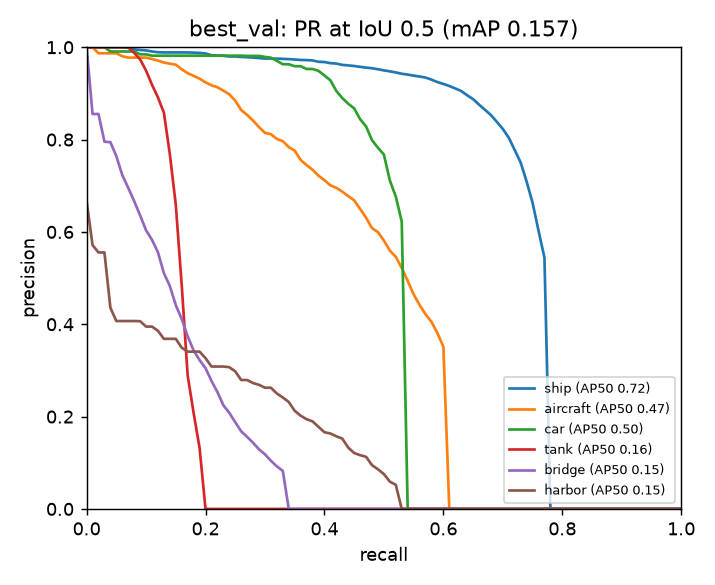 best_val: PR at IoU 0.5 (mAP 0.157)
precision
1.0
0.8
0.6
0.4
0.2
0.0
ship (AP50 0.72)
aircraft (AP50 0.47)
car (AP50 0.50)
tank (AP50 0.16)
bridge (AP50 0.15)
harbor (AP50 0.15)
0.0 0.2 0.4 0.6 0.8 1.0
recall